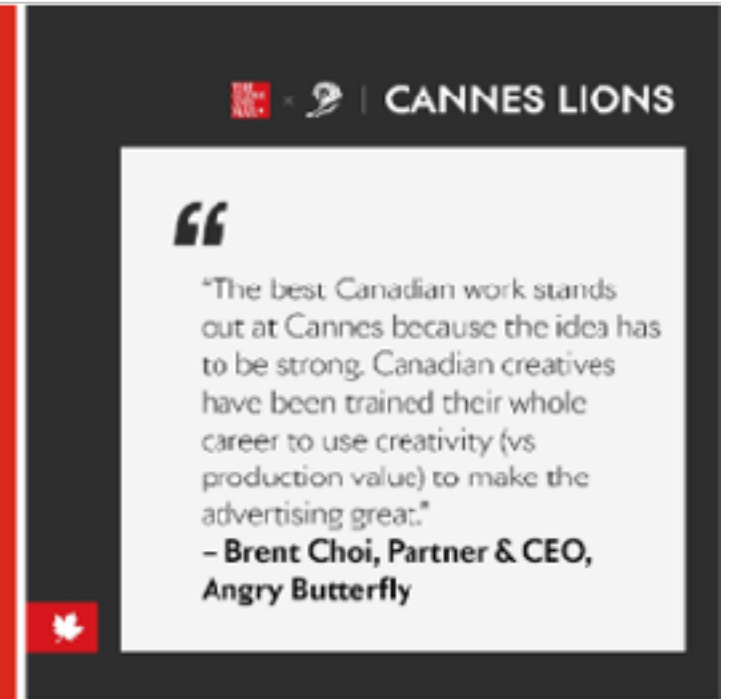 CANNES LIONS
“The best Canadian work stands
out at Cannes because the idea has
to be strong. Canadian creatives
have been trained their whole
career to use creativity (vs
production value) to make the
advertising great.”
– Brent Choi, Partner & CEO,
Angry Butterfly